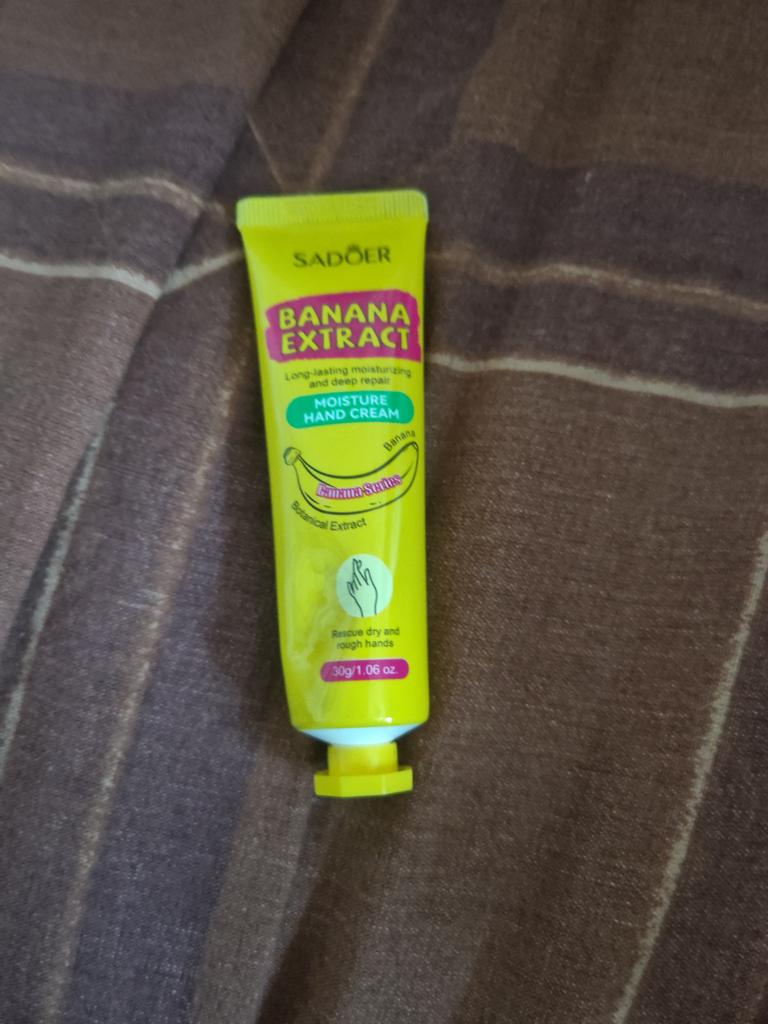 SADOER
BANANA
EXTRACT
Long-lasting moisturizing
and deep repair
MOISTURE
HAND CREAM
Banana
Banana Series
Botanical Extract
Rescue dry and
rough hands
30g/1.06 oz.